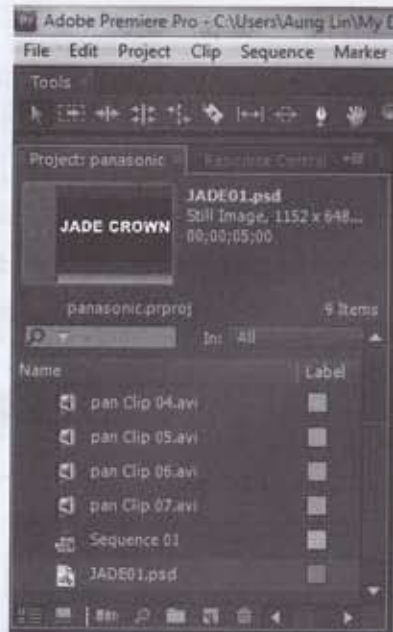 Adobe Premiere Pro - C:\Users\Aung Lin\My D
File Edit Project Clip Sequence Marker
Tools
Project: panasonic Resource Central
JADE CROWN
JADE01.psd
Still Image, 1152 x 648...
00;00;05;00
panasonic.prproj 9 Items
In: All
Name Label
pan Clip 04.avi
pan Clip 05.avi
pan Clip 06.avi
pan Clip 07.avi
Sequence 01
JADE01.psd